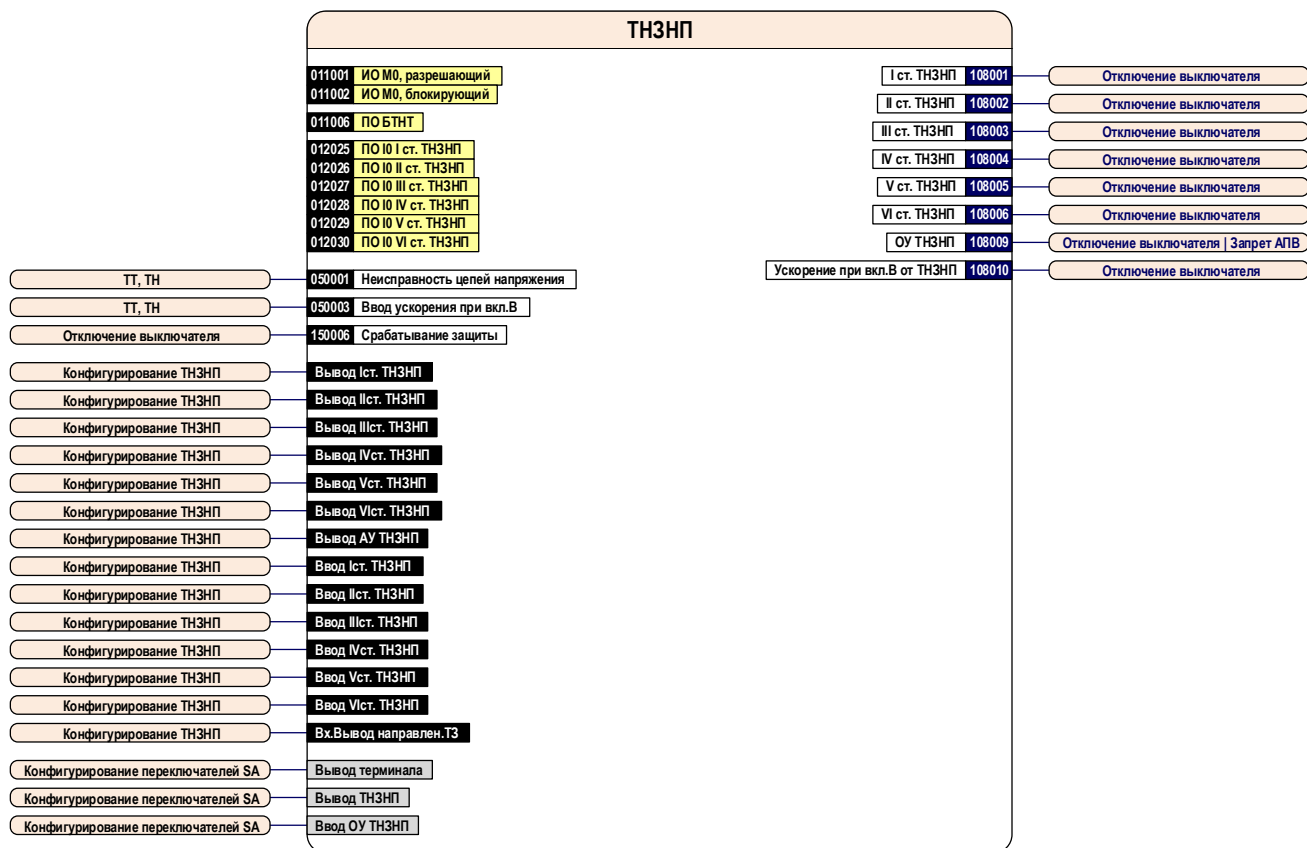 ТНЗНП
011001 ИО М0, разрешающий
011002 ИО М0, блокирующий
011006 ПО БТНТ
012025 ПО I0 I ст. ТНЗНП
012026 ПО I0 II ст. ТНЗНП
012027 ПО I0 III ст. ТНЗНП
012028 ПО I0 IV ст. ТНЗНП
012029 ПО I0 V ст. ТНЗНП
012030 ПО I0 VI ст. ТНЗНП
I ст. ТНЗНП 108001 Отключение выключателя
II ст. ТНЗНП 108002 Отключение выключателя
III ст. ТНЗНП 108003 Отключение выключателя
IV ст. ТНЗНП 108004 Отключение выключателя
V ст. ТНЗНП 108005 Отключение выключателя
VI ст. ТНЗНП 108006 Отключение выключателя
ОУ ТНЗНП 108009 Отключение выключателя | Запрет АПВ
Ускорение при вкл.В от ТНЗНП 108010 Отключение выключателя
ТТ, ТН 050001 Неисправность цепей напряжения
ТТ, ТН 050003 Ввод ускорения при вкл.В
Отключение выключателя 150006 Срабатывание защиты
Конфигурирование ТНЗНП Вывод Iст. ТНЗНП
Конфигурирование ТНЗНП Вывод IIст. ТНЗНП
Конфигурирование ТНЗНП Вывод IIIст. ТНЗНП
Конфигурирование ТНЗНП Вывод IVст. ТНЗНП
Конфигурирование ТНЗНП Вывод Vст. ТНЗНП
Конфигурирование ТНЗНП Вывод VIст. ТНЗНП
Конфигурирование ТНЗНП Вывод АУ ТНЗНП
Конфигурирование ТНЗНП Ввод Iст. ТНЗНП
Конфигурирование ТНЗНП Ввод IIст. ТНЗНП
Конфигурирование ТНЗНП Ввод IIIст. ТНЗНП
Конфигурирование ТНЗНП Ввод IVст. ТНЗНП
Конфигурирование ТНЗНП Ввод Vст. ТНЗНП
Конфигурирование ТНЗНП Ввод VIст. ТНЗНП
Конфигурирование ТНЗНП Вх.Вывод направлен.ТЗ
Конфигурирование переключателей SA Вывод терминала
Конфигурирование переключателей SA Вывод ТНЗНП
Конфигурирование переключателей SA Ввод ОУ ТНЗНП